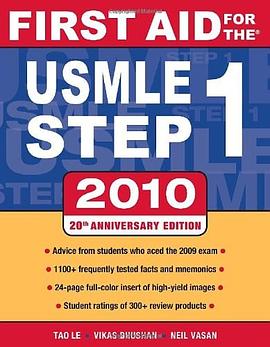 FIRST AID FOR THE®
USMLE
STEP 1
2010
20th ANNIVERSARY EDITION
• Advice from students who aced the 2009 exam
• 1100+ frequently tested facts and mnemonics
• 24-page full-color insert of high-yield images
• Student ratings of 300+ review products
TAO LE • VIKAS BHUSHAN • NEIL VASAN